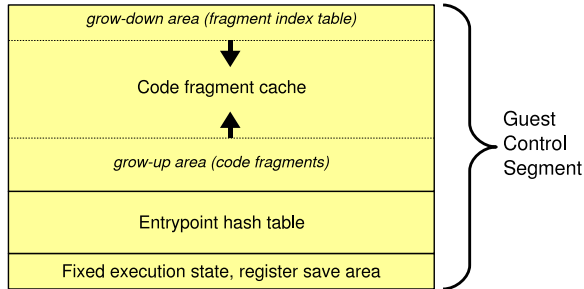 grow-down area (fragment index table)
Code fragment cache
grow-up area (code fragments)
Entrypoint hash table
Fixed execution state, register save area
Guest
Control
Segment